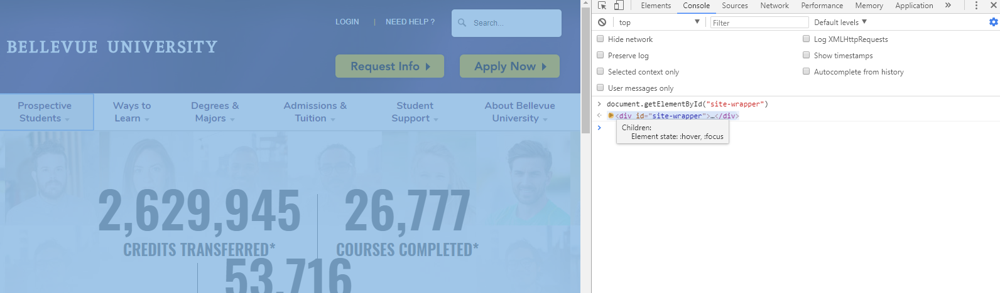 LOGIN | NEED HELP ?
Search...
BELLEVUE UNIVERSITY
Request Info
Apply Now
Prospective Students
Ways to Learn
Degrees & Majors
Admissions & Tuition
Student Support
About Bellevue University
2,629,945
CREDITS TRANSFERRED*
26,777
COURSES COMPLETED*
53,716
Elements Console Sources Network Performance Memory Application »
top Filter Default levels
Hide network
Log XMLHttpRequests
Preserve log
Show timestamps
Selected context only
Autocomplete from history
User messages only
> document.getElementById("site-wrapper")
<div id="site-wrapper">…</div>
Children:
Element state: :hover, :focus
>